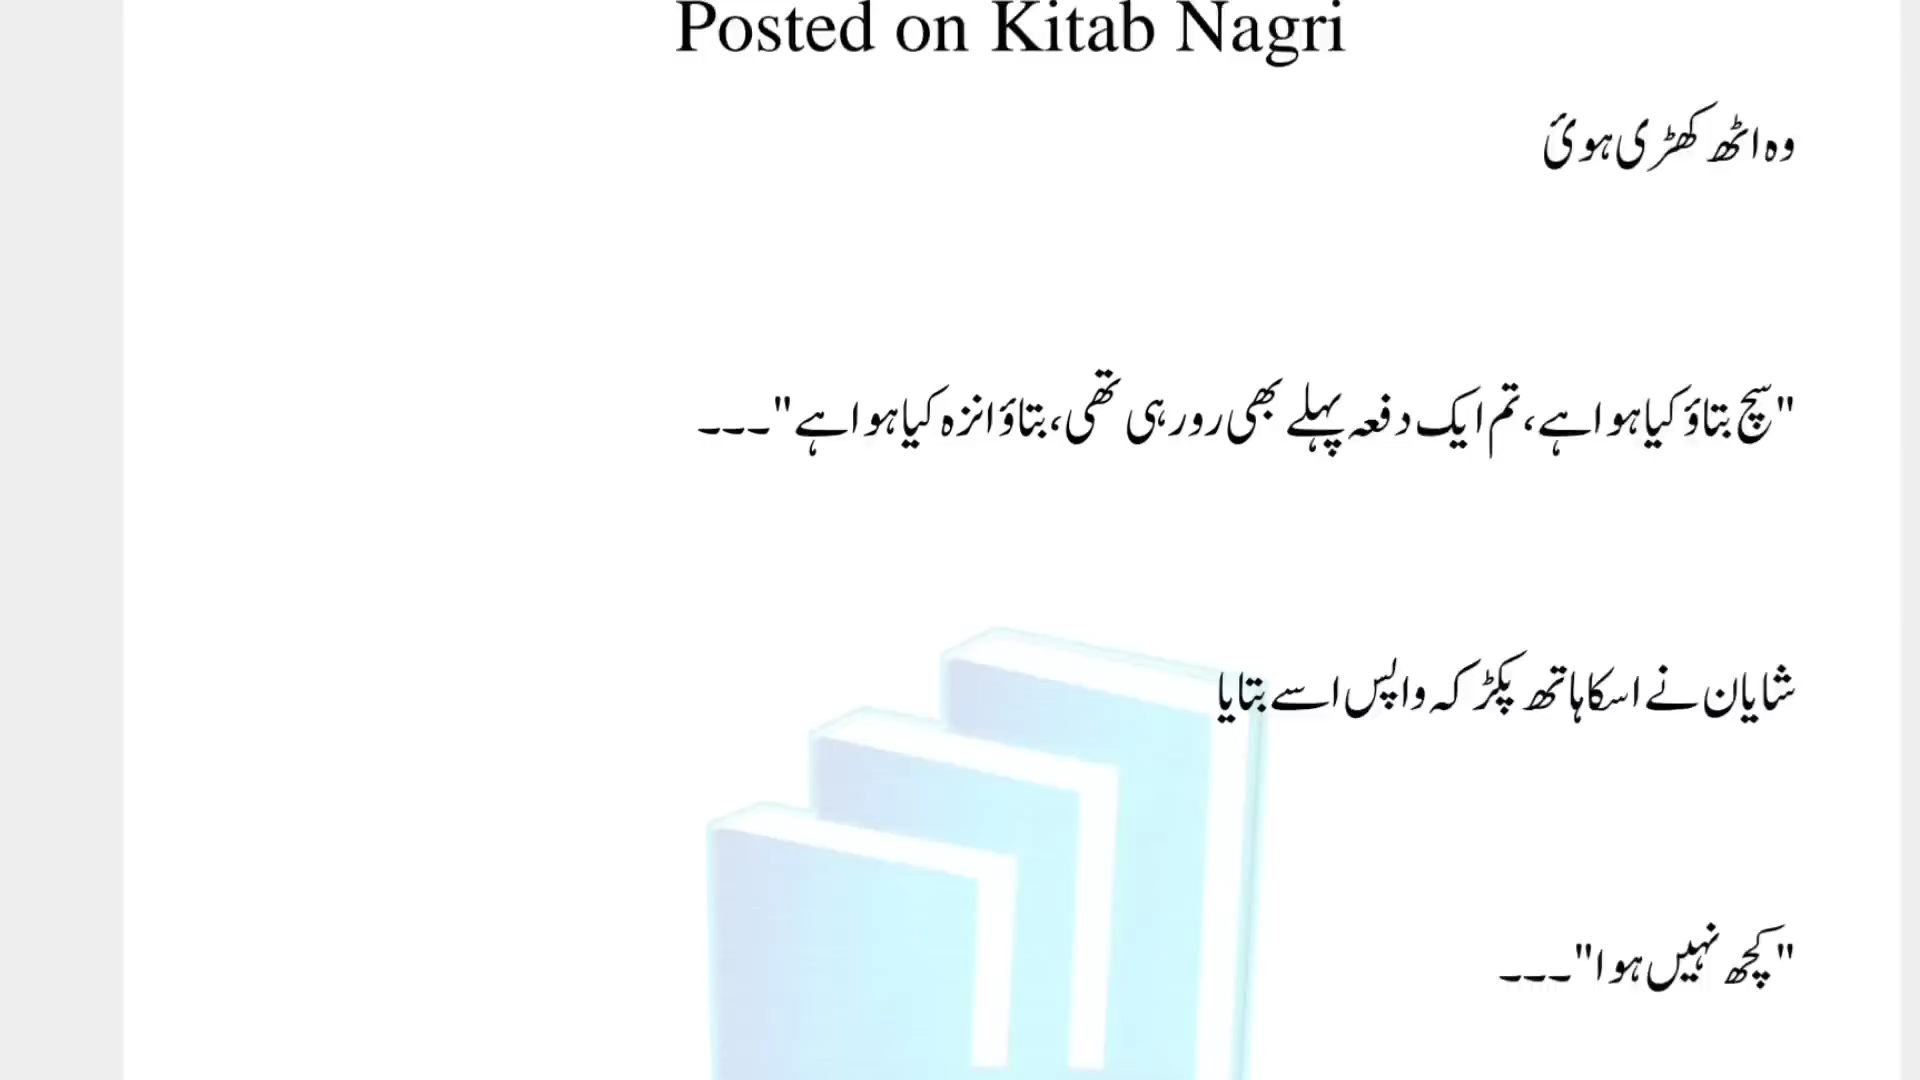 Posted on Kitab Nagri
وہ اٹھ کھڑی ہوئ
"سچ بتاؤ کیا ہوا ہے، تم ایک دفعہ پہلے بھی رو رہی تھی، بتاؤ انزہ کیا ہوا ہے"۔۔۔
شایان نے اسکا ہاتھ پکڑ کہ واپس اسے بتایا
"کچھ نہیں ہوا"۔۔۔